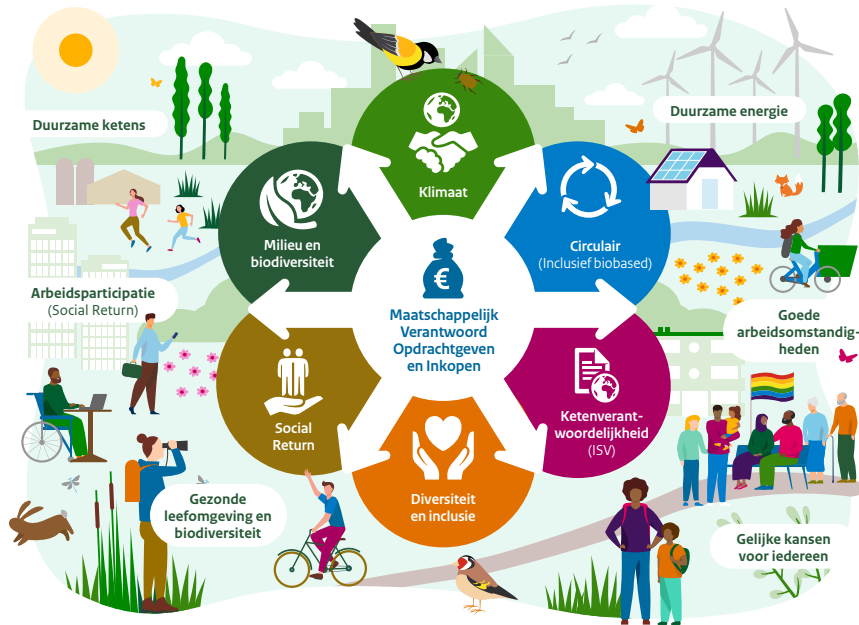 Duurzame ketens
Duurzame energie
Klimaat
Milieu en
biodiversiteit
Circulair
(Inclusief biobased)
Arbeidsparticipatie
(Social Return)
€
Maatschappelijk
Verantwoord
Opdrachtgeven
en Inkopen
Goede
arbeidsomstandig-
heden
Social
Return
Ketenverant-
woordelijkheid
(ISV)
Diversiteit
en inclusie
Gezonde
leefomgeving en
biodiversiteit
Gelijke kansen
voor iedereen